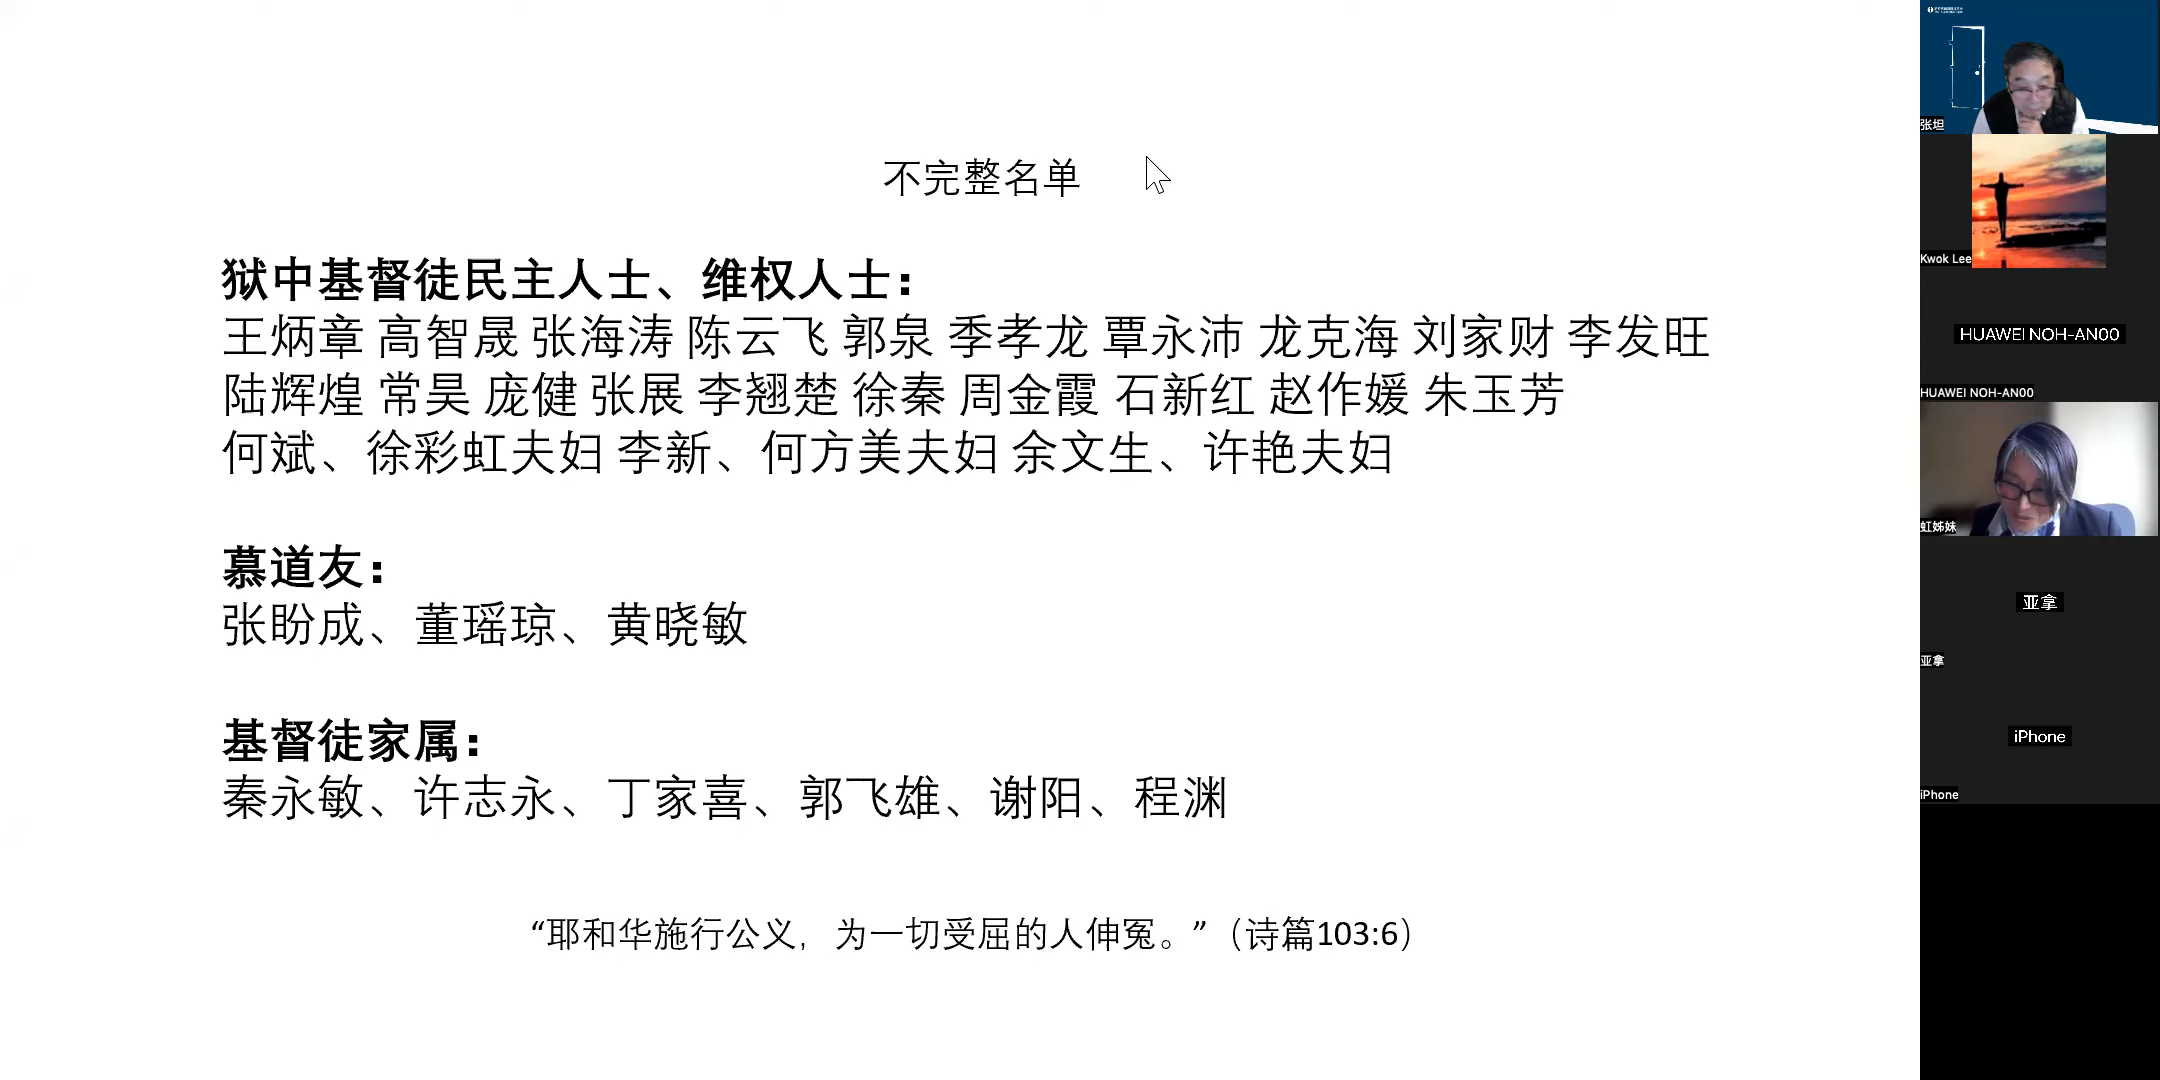 不完整名单
狱中基督徒民主人士、维权人士：
王炳章 高智晟 张海涛 陈云飞 郭泉 季孝龙 覃永沛 龙克海 刘家财 李发旺
陆辉煌 常昊 庞健 张展 李翘楚 徐秦 周金霞 石新红 赵作媛 朱玉芳
何斌、徐彩虹夫妇 李新、何方美夫妇 余文生、许艳夫妇
慕道友：
张盼成、董瑶琼、黄晓敏
基督徒家属：
秦永敏、许志永、丁家喜、郭飞雄、谢阳、程渊
“耶和华施行公义，为一切受屈的人伸冤。”（诗篇103:6）
张坦
Kwok Lee
HUAWEI NOH-AN00
HUAWEI NOH-AN00
虹姊妹
亚拿
亚拿
iPhone
iPhone